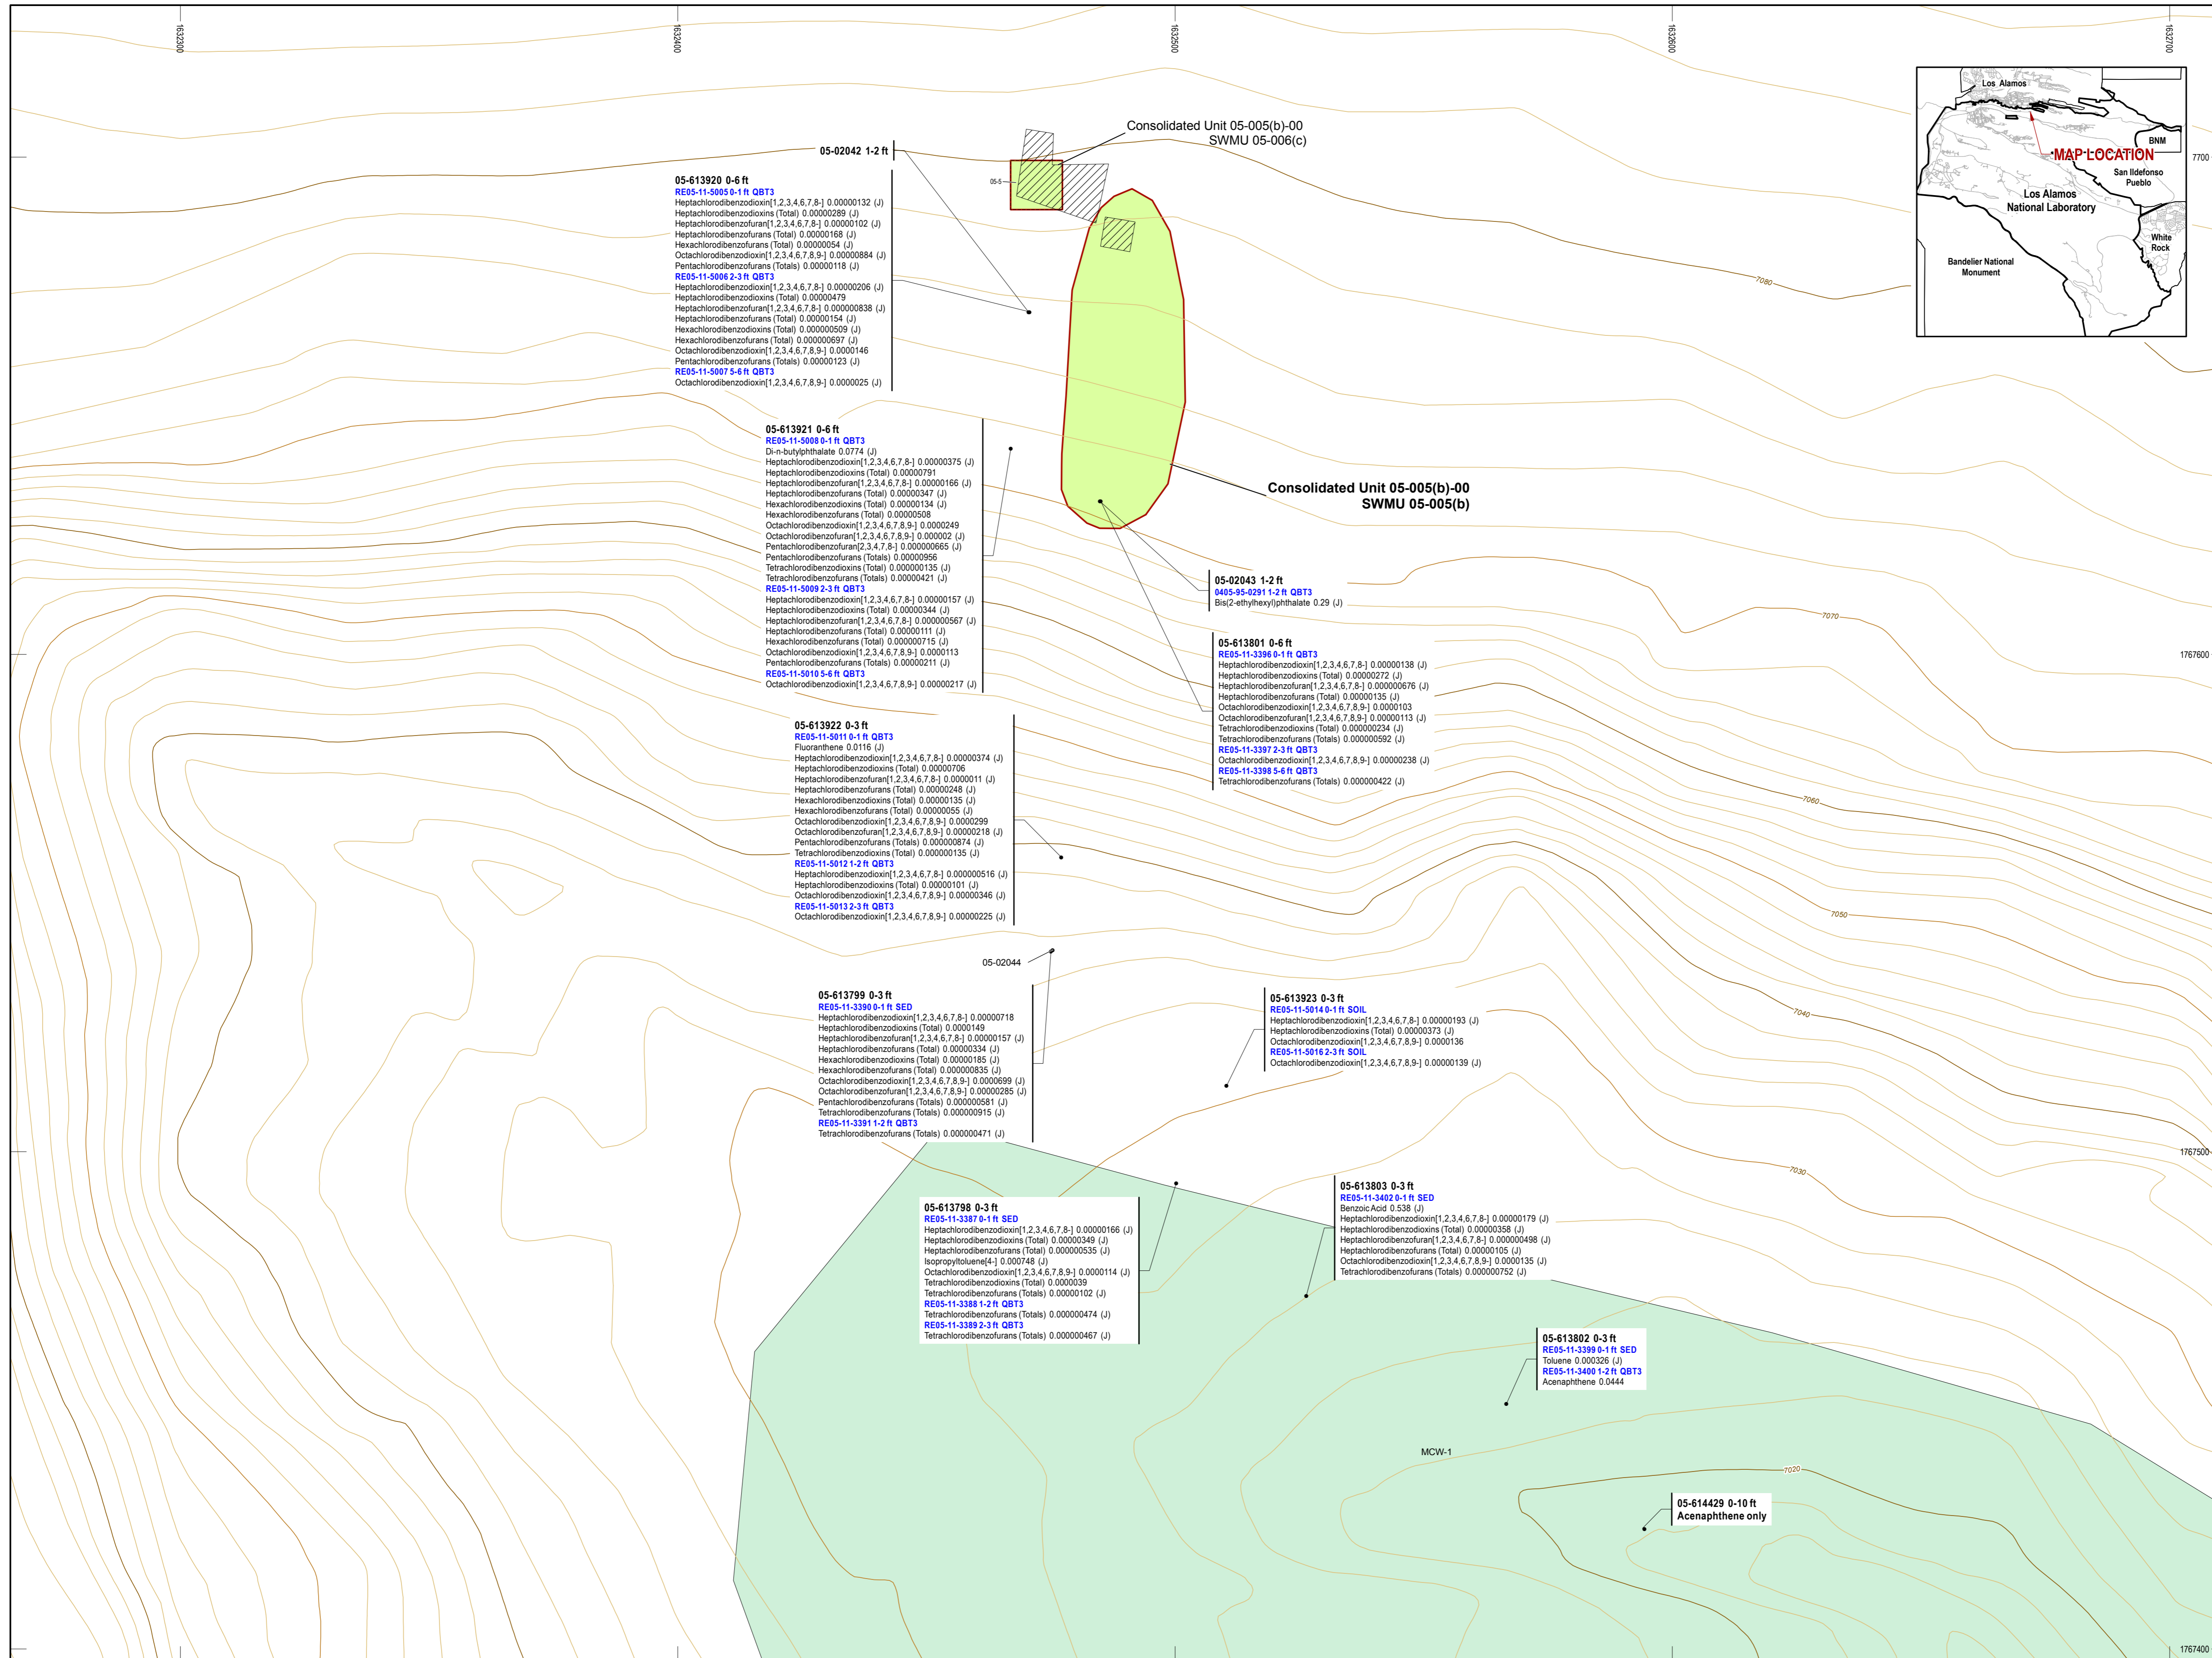 1632300
1632400
1632500
1632600
1632700
Los Alamos
BNM
MAP LOCATION
San Ildefonso
Pueblo
Los Alamos
National Laboratory
White
Rock
Bandelier National
Monument
7700
Consolidated Unit 05-005(b)-00
SWMU 05-006(c)
05-02042 1-2 ft
05-5
05-613920 0-6 ft
RE05-11-5005 0-1 ft QBT3
Heptachlorodibenzodioxin[1,2,3,4,6,7,8-] 0.00000132 (J)
Heptachlorodibenzodioxins (Total) 0.00000289 (J)
Heptachlorodibenzofuran[1,2,3,4,6,7,8-] 0.00000102 (J)
Heptachlorodibenzofurans (Total) 0.00000168 (J)
Hexachlorodibenzofurans (Total) 0.00000054 (J)
Octachlorodibenzodioxin[1,2,3,4,6,7,8,9-] 0.00000884 (J)
Pentachlorodibenzofurans (Totals) 0.00000118 (J)
RE05-11-5006 2-3 ft QBT3
Heptachlorodibenzodioxin[1,2,3,4,6,7,8-] 0.00000206 (J)
Heptachlorodibenzodioxins (Total) 0.00000479
Heptachlorodibenzofuran[1,2,3,4,6,7,8-] 0.000000838 (J)
Heptachlorodibenzofurans (Total) 0.00000154 (J)
Hexachlorodibenzodioxins (Total) 0.000000509 (J)
Hexachlorodibenzofurans (Total) 0.000000697 (J)
Octachlorodibenzodioxin[1,2,3,4,6,7,8,9-] 0.0000146
Pentachlorodibenzofurans (Totals) 0.00000123 (J)
RE05-11-5007 5-6 ft QBT3
Octachlorodibenzodioxin[1,2,3,4,6,7,8,9-] 0.0000025 (J)
7080
05-613921 0-6 ft
RE05-11-5008 0-1 ft QBT3
Di-n-butylphthalate 0.0774 (J)
Heptachlorodibenzodioxin[1,2,3,4,6,7,8-] 0.00000375 (J)
Heptachlorodibenzodioxins (Total) 0.00000791
Heptachlorodibenzofuran[1,2,3,4,6,7,8-] 0.00000166 (J)
Heptachlorodibenzofurans (Total) 0.00000347 (J)
Hexachlorodibenzodioxins (Total) 0.00000134 (J)
Hexachlorodibenzofurans (Total) 0.00000508
Octachlorodibenzodioxin[1,2,3,4,6,7,8,9-] 0.0000249
Octachlorodibenzofuran[1,2,3,4,6,7,8,9-] 0.000002 (J)
Pentachlorodibenzofuran[2,3,4,7,8-] 0.000000665 (J)
Pentachlorodibenzofurans (Totals) 0.00000956
Tetrachlorodibenzodioxins (Total) 0.000000135 (J)
Tetrachlorodibenzofurans (Totals) 0.00000421 (J)
RE05-11-5009 2-3 ft QBT3
Heptachlorodibenzodioxin[1,2,3,4,6,7,8-] 0.00000157 (J)
Heptachlorodibenzodioxins (Total) 0.00000344 (J)
Heptachlorodibenzofuran[1,2,3,4,6,7,8-] 0.000000567 (J)
Heptachlorodibenzofurans (Total) 0.00000111 (J)
Hexachlorodibenzofurans (Total) 0.000000715 (J)
Octachlorodibenzodioxin[1,2,3,4,6,7,8,9-] 0.0000113
Pentachlorodibenzofurans (Totals) 0.00000211 (J)
RE05-11-5010 5-6 ft QBT3
Octachlorodibenzodioxin[1,2,3,4,6,7,8,9-] 0.00000217 (J)
Consolidated Unit 05-005(b)-00
SWMU 05-005(b)
05-02043 1-2 ft
0405-95-0291 1-2 ft QBT3
Bis(2-ethylhexyl)phthalate 0.29 (J)
7070
05-613801 0-6 ft
RE05-11-3396 0-1 ft QBT3
Heptachlorodibenzodioxin[1,2,3,4,6,7,8-] 0.00000138 (J)
Heptachlorodibenzodioxins (Total) 0.00000272 (J)
Heptachlorodibenzofuran[1,2,3,4,6,7,8-] 0.000000676 (J)
Heptachlorodibenzofurans (Total) 0.00000135 (J)
Octachlorodibenzodioxin[1,2,3,4,6,7,8,9-] 0.0000103
Octachlorodibenzofuran[1,2,3,4,6,7,8,9-] 0.00000113 (J)
Tetrachlorodibenzodioxins (Total) 0.000000234 (J)
Tetrachlorodibenzofurans (Totals) 0.000000592 (J)
RE05-11-3397 2-3 ft QBT3
Octachlorodibenzodioxin[1,2,3,4,6,7,8,9-] 0.00000238 (J)
RE05-11-3398 5-6 ft QBT3
Tetrachlorodibenzofurans (Totals) 0.000000422 (J)
1767600
7060
05-613922 0-3 ft
RE05-11-5011 0-1 ft QBT3
Fluoranthene 0.0116 (J)
Heptachlorodibenzodioxin[1,2,3,4,6,7,8-] 0.00000374 (J)
Heptachlorodibenzodioxins (Total) 0.00000706
Heptachlorodibenzofuran[1,2,3,4,6,7,8-] 0.0000011 (J)
Heptachlorodibenzofurans (Total) 0.00000248 (J)
Hexachlorodibenzodioxins (Total) 0.00000135 (J)
Hexachlorodibenzofurans (Total) 0.00000055 (J)
Octachlorodibenzodioxin[1,2,3,4,6,7,8,9-] 0.0000299
Octachlorodibenzofuran[1,2,3,4,6,7,8,9-] 0.00000218 (J)
Pentachlorodibenzofurans (Totals) 0.000000874 (J)
Tetrachlorodibenzodioxins (Total) 0.000000135 (J)
RE05-11-5012 1-2 ft QBT3
Heptachlorodibenzodioxin[1,2,3,4,6,7,8-] 0.000000516 (J)
Heptachlorodibenzodioxins (Total) 0.00000101 (J)
Octachlorodibenzodioxin[1,2,3,4,6,7,8,9-] 0.00000346 (J)
RE05-11-5013 2-3 ft QBT3
Octachlorodibenzodioxin[1,2,3,4,6,7,8,9-] 0.00000225 (J)
7050
05-02044
05-613799 0-3 ft
RE05-11-3390 0-1 ft SED
Heptachlorodibenzodioxin[1,2,3,4,6,7,8-] 0.00000718
Heptachlorodibenzodioxins (Total) 0.0000149
Heptachlorodibenzofuran[1,2,3,4,6,7,8-] 0.00000157 (J)
Heptachlorodibenzofurans (Total) 0.00000334 (J)
Hexachlorodibenzodioxins (Total) 0.00000185 (J)
Hexachlorodibenzofurans (Total) 0.000000835 (J)
Octachlorodibenzodioxin[1,2,3,4,6,7,8,9-] 0.0000699 (J)
Octachlorodibenzofuran[1,2,3,4,6,7,8,9-] 0.00000285 (J)
Pentachlorodibenzofurans (Totals) 0.000000581 (J)
Tetrachlorodibenzofurans (Totals) 0.000000915 (J)
RE05-11-3391 1-2 ft QBT3
Tetrachlorodibenzofurans (Totals) 0.000000471 (J)
05-613923 0-3 ft
RE05-11-5014 0-1 ft SOIL
Heptachlorodibenzodioxin[1,2,3,4,6,7,8-] 0.00000193 (J)
Heptachlorodibenzodioxins (Total) 0.00000373 (J)
Octachlorodibenzodioxin[1,2,3,4,6,7,8,9-] 0.0000136
RE05-11-5016 2-3 ft SOIL
Octachlorodibenzodioxin[1,2,3,4,6,7,8,9-] 0.00000139 (J)
7040
1767500
7030
05-613798 0-3 ft
RE05-11-3387 0-1 ft SED
Heptachlorodibenzodioxin[1,2,3,4,6,7,8-] 0.00000166 (J)
Heptachlorodibenzodioxins (Total) 0.00000349 (J)
Heptachlorodibenzofurans (Total) 0.000000535 (J)
Isopropyltoluene[4-] 0.000748 (J)
Octachlorodibenzodioxin[1,2,3,4,6,7,8,9-] 0.0000114 (J)
Tetrachlorodibenzodioxins (Total) 0.0000039
Tetrachlorodibenzofurans (Totals) 0.00000102 (J)
RE05-11-3388 1-2 ft QBT3
Tetrachlorodibenzofurans (Totals) 0.000000474 (J)
RE05-11-3389 2-3 ft QBT3
Tetrachlorodibenzofurans (Totals) 0.000000467 (J)
05-613803 0-3 ft
RE05-11-3402 0-1 ft SED
Benzoic Acid 0.538 (J)
Heptachlorodibenzodioxin[1,2,3,4,6,7,8-] 0.00000179 (J)
Heptachlorodibenzodioxins (Total) 0.00000358 (J)
Heptachlorodibenzofuran[1,2,3,4,6,7,8-] 0.000000498 (J)
Heptachlorodibenzofurans (Total) 0.00000105 (J)
Octachlorodibenzodioxin[1,2,3,4,6,7,8,9-] 0.0000135 (J)
Tetrachlorodibenzofurans (Totals) 0.000000752 (J)
05-613802 0-3 ft
RE05-11-3399 0-1 ft SED
Toluene 0.000326 (J)
RE05-11-3400 1-2 ft QBT3
Acenaphthene 0.0444
MCW-1
7020
05-614429 0-10 ft
Acenaphthene only
1767400